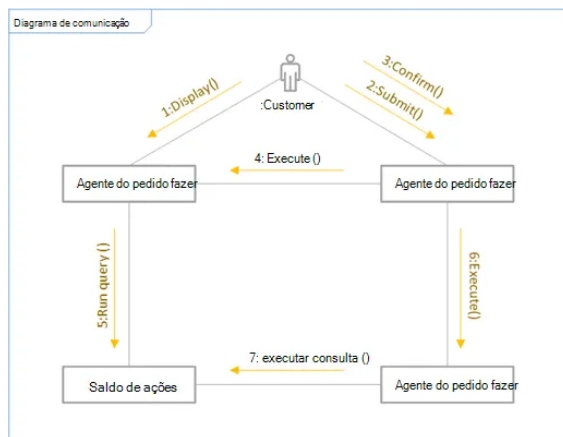 Diagrama de comunicação
3:Confirm()
1:Display()
2:Submit()
:Customer
4: Execute ()
Agente do pedido fazer
Agente do pedido fazer
5:Run query ()
6:Execute()
7: executar consulta ()
Saldo de ações
Agente do pedido fazer